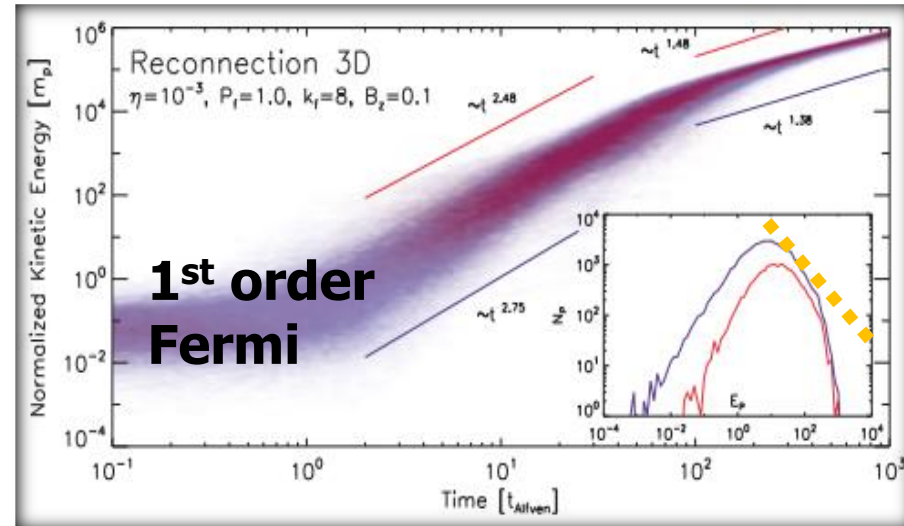 Reconnection 3D
η=10⁻³, P_f=1.0, k_f=8, B_z=0.1
~t^2.48
~t^1.48
~t^1.38
~t^2.75
1st order
Fermi
Normalized Kinetic Energy [m_p]
10⁶
10⁴
10²
10⁰
10⁻²
10⁻⁴
10⁻¹ 10⁰ 10¹ 10² 10³
Time [t_Alfven]
N_p
10⁴
10³
10²
10¹
10⁰
E_p
10⁻⁴ 10⁻² 10⁰ 10² 10⁴